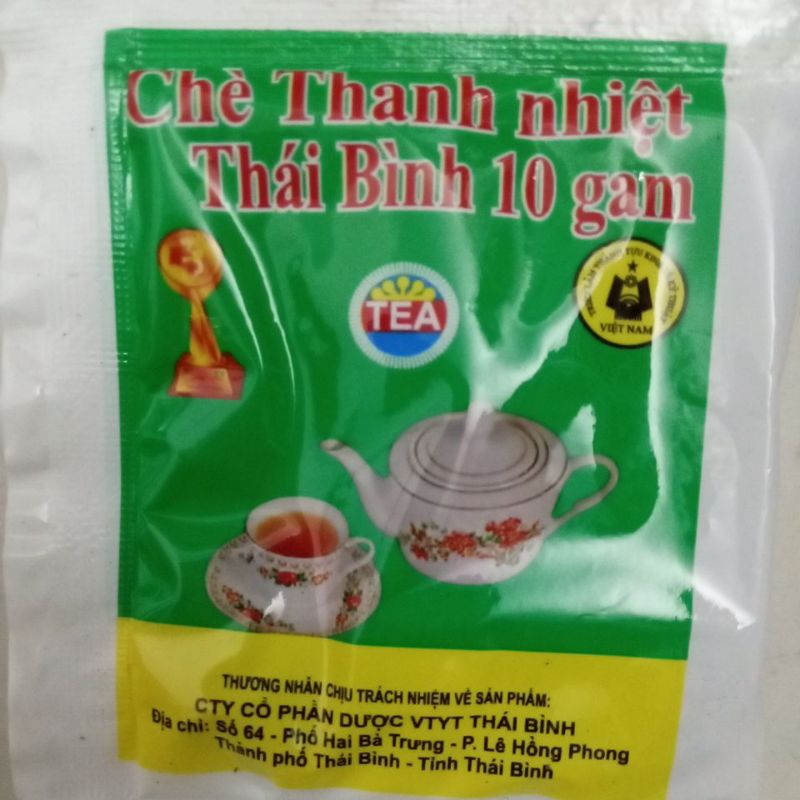 Chè Thanh nhiệt
Thái Bình 10 gam
TEA
VIỆT NAM
THƯƠNG NHÂN CHỊU TRÁCH NHIỆM VỀ SẢN PHẨM:
CTY CỔ PHẦN DƯỢC VTYT THÁI BÌNH
Địa chỉ: Số 64 - Phố Hai Bà Trưng - P. Lê Hồng Phong
Thành phố Thái Bình - Tỉnh Thái Bình